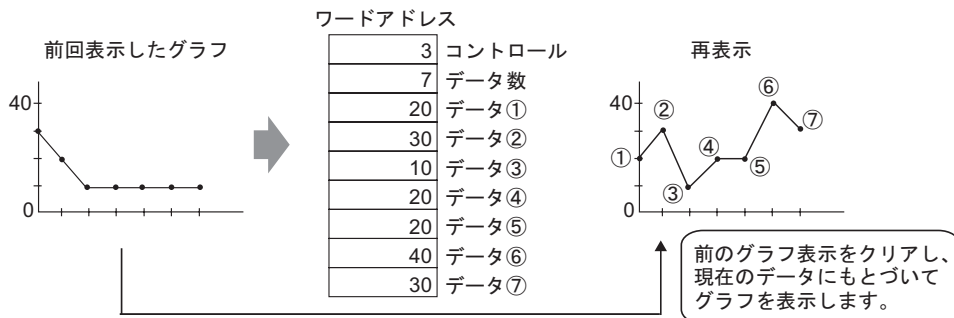 ワードアドレス
前回表示したグラフ
40
0
3 コントロール
7 データ数
20 データ①
30 データ②
10 データ③
20 データ④
20 データ⑤
40 データ⑥
30 データ⑦
再表示
40
0
①
②
③
④
⑤
⑥
⑦
前のグラフ表示をクリアし、
現在のデータにもとづいて
グラフを表示します。